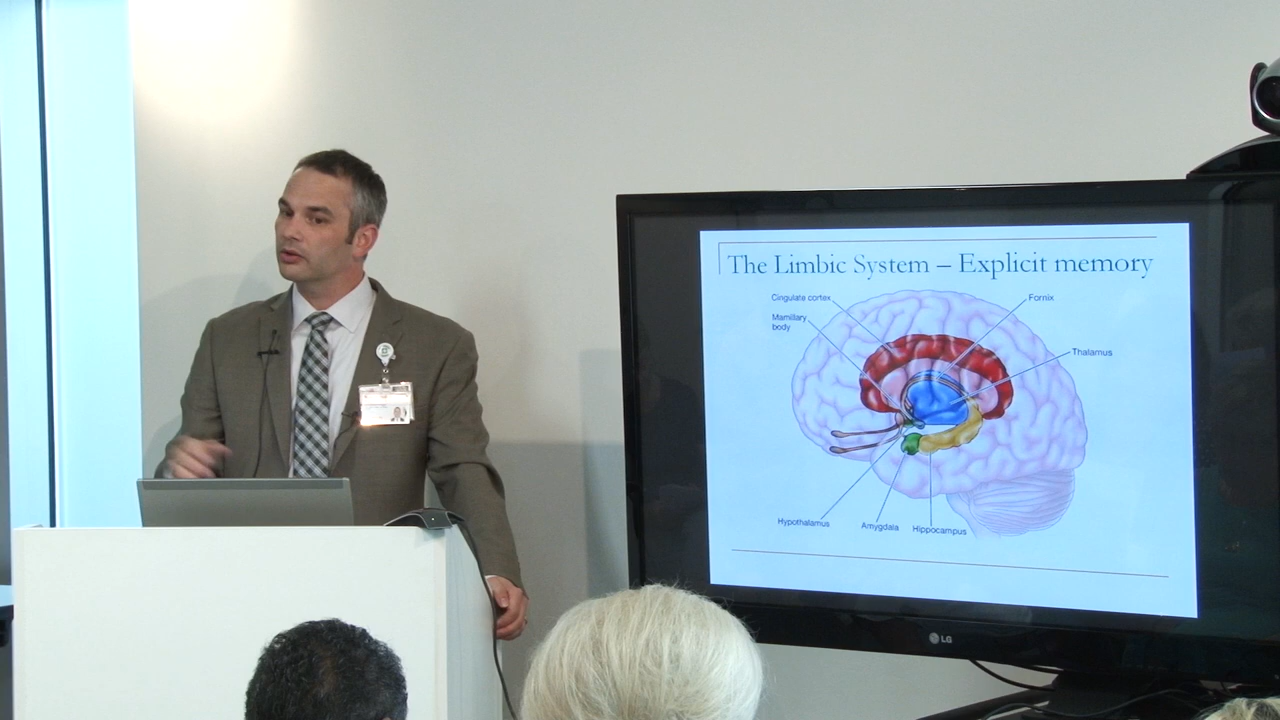 The Limbic System – Explicit memory
Cingulate cortex
Fornix
Mamillary
body
Thalamus
Hypothalamus
Amygdala
Hippocampus
LG